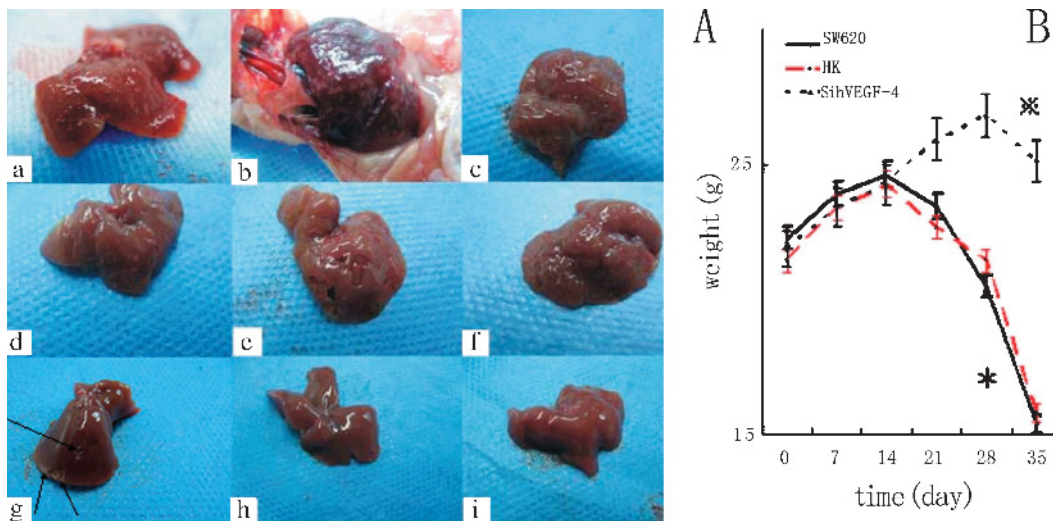 A
B
a
b
c
d
e
f
g
h
i
SW620
HK
SihVEGF-4
※
*
weight (g)
25
15
0 7 14 21 28 35
time (day)